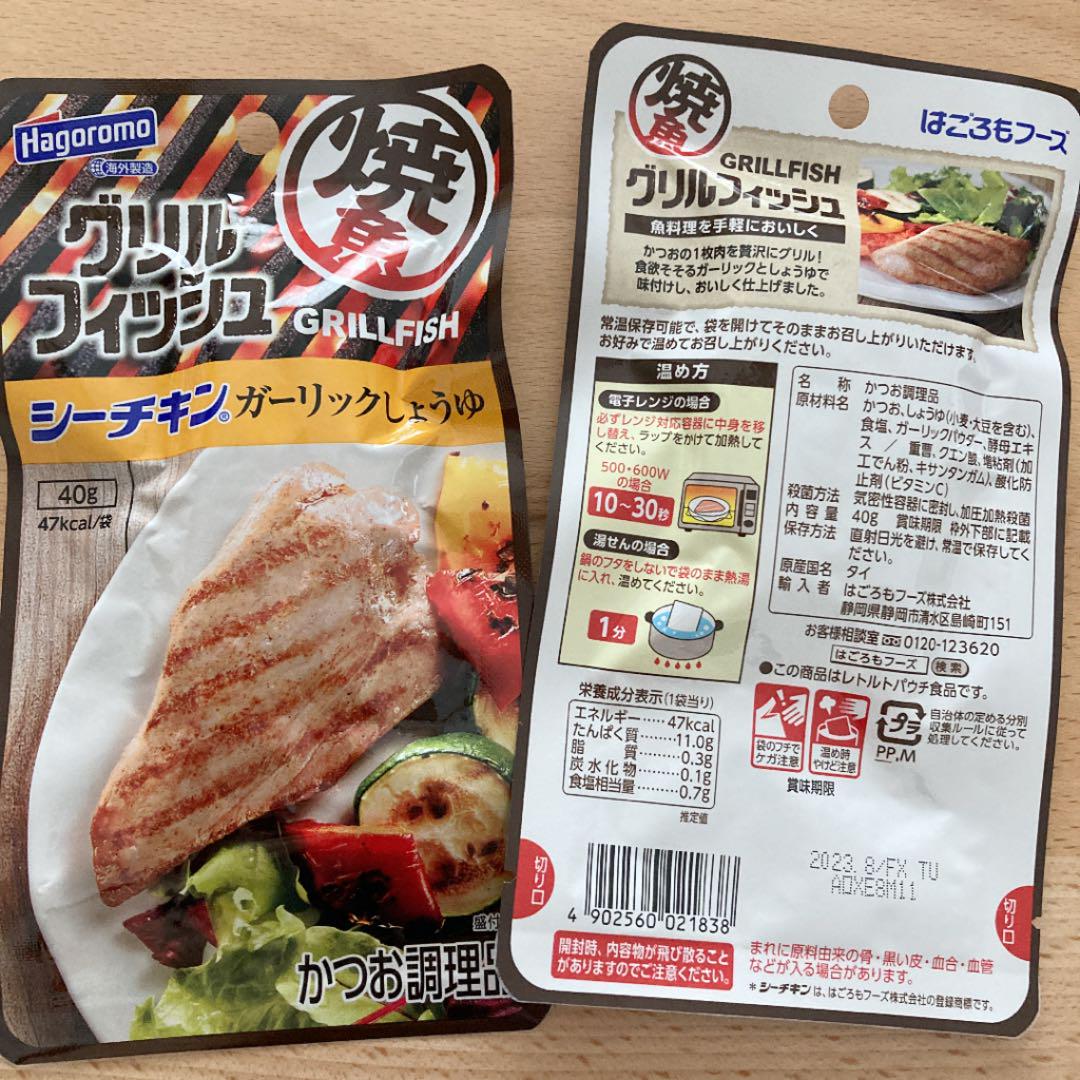 Hagoromo
海外製造
焼魚
グリル
フィッシュ
GRILLFISH
シーチキン® ガーリックしょうゆ
40g
47kcal/袋
盛付
かつお調理品
焼魚
はごろもフーズ
GRILLFISH
グリルフィッシュ
魚料理を手軽においしく
かつおの1枚肉を贅沢にグリル!
食欲そそるガーリックとしょうゆで
味付けし、おいしく仕上げました。
常温保存可能で、袋を開けてそのままお召し上がりいただけます。
お好みで温めてお召し上がりください。
温め方
電子レンジの場合
必ずレンジ対応容器に中身を移
し替え、ラップをかけて加熱して
ください。
500・600W
の場合
10〜30秒
湯せんの場合
鍋のフタをしないで袋のまま熱湯
に入れ、温めてください。
1分
名称 かつお調理品
原材料名 かつお、しょうゆ(小麦・大豆を含む)、
食塩、ガーリックパウダー、酵母エキ
ス/重曹、クエン酸、増粘剤(加
工でん粉、キサンタンガム)、酸化防
止剤(ビタミンC)
殺菌方法 気密性容器に密封し、加圧加熱殺菌
内容量 40g 賞味期限 枠外下部に記載
保存方法 直射日光を避け、常温で保存してく
ださい。
原産国名 タイ
輸入者 はごろもフーズ株式会社
静岡県静岡市清水区島崎町151
お客様相談室 0120-123620
はごろもフーズ 検索
●この商品はレトルトパウチ食品です。
袋のフチで
ケガ注意
温め時
やけど注意
プラ
PP,M
自治体の定める分別
収集ルールに従って
処理してください。
賞味期限
栄養成分表示(1袋当り)
エネルギー……47kcal
たんぱく質………11.0g
脂質………0.3g
炭水化物………0.1g
食塩相当量………0.7g
推定値
2023.8/FX TU
AOXE8M11
切り口
切り口
4 902560 021838
開封時、内容物が飛び散ること
がありますのでご注意ください。
まれに原料由来の骨・黒い皮・血合・血管
などが入る場合があります。
*シーチキンは、はごろもフーズ株式会社の登録商標です。